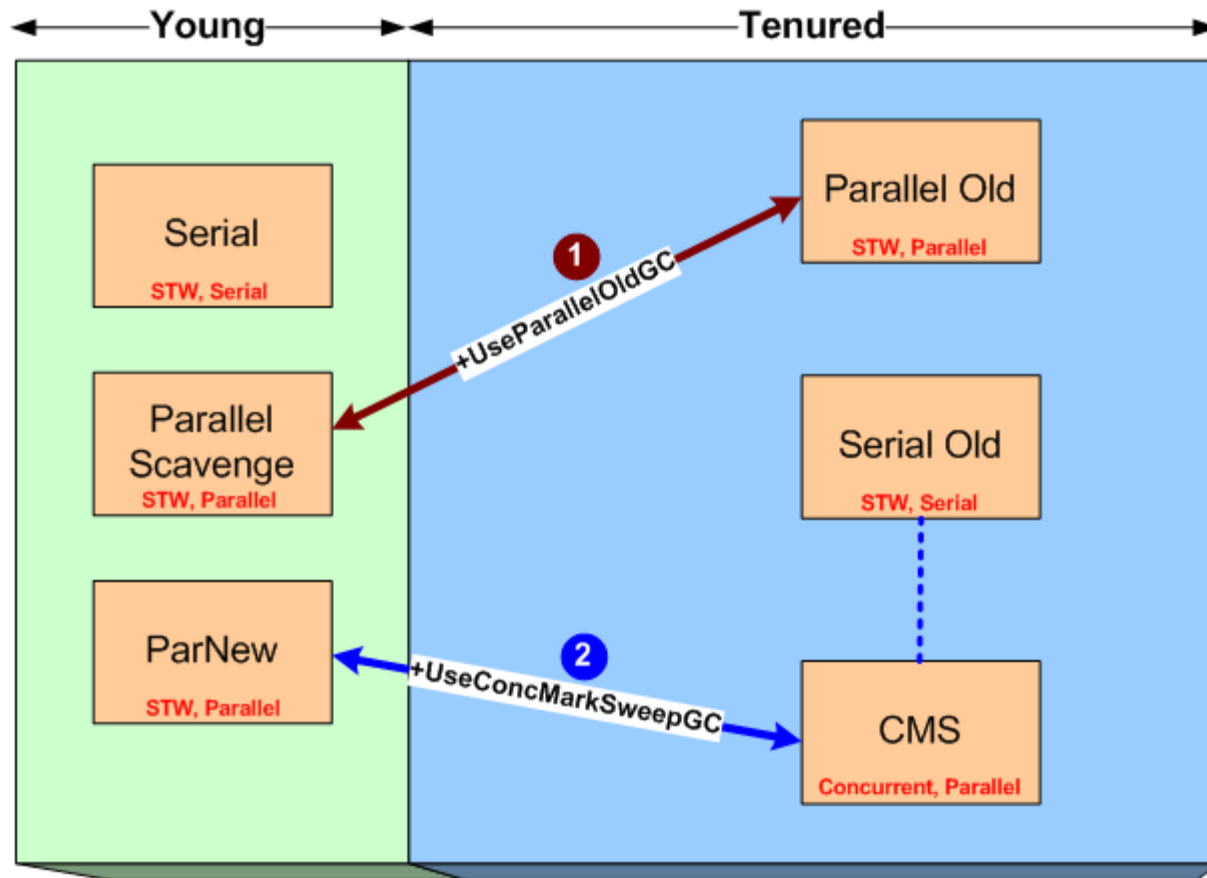 Young
Tenured
Serial
STW, Serial
Parallel
Scavenge
STW, Parallel
ParNew
STW, Parallel
1
+UseParallelOldGC
2
+UseConcMarkSweepGC
Parallel Old
STW, Parallel
Serial Old
STW, Serial
CMS
Concurrent, Parallel